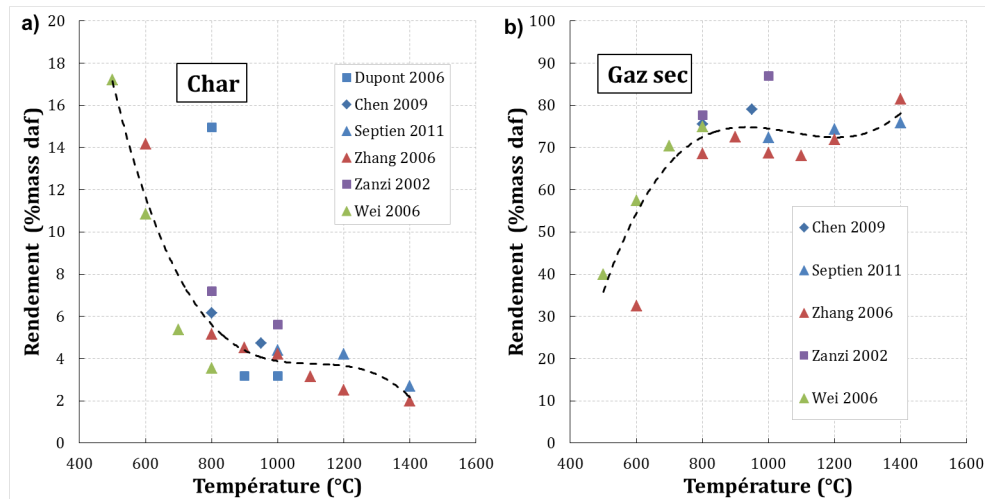 a)
Char
Dupont 2006
Chen 2009
Septien 2011
Zhang 2006
Zanzi 2002
Wei 2006
Rendement (%mass daf)
18
16
14
12
10
8
6
4
2
0
400 600 800 1000 1200 1400 1600
Température (°C)
b)
Gaz sec
Chen 2009
Septien 2011
Zhang 2006
Zanzi 2002
Wei 2006
Rendement (%mass daf)
100
90
80
70
60
50
40
30
20
10
0
400 600 800 1000 1200 1400 1600
Température (°C)